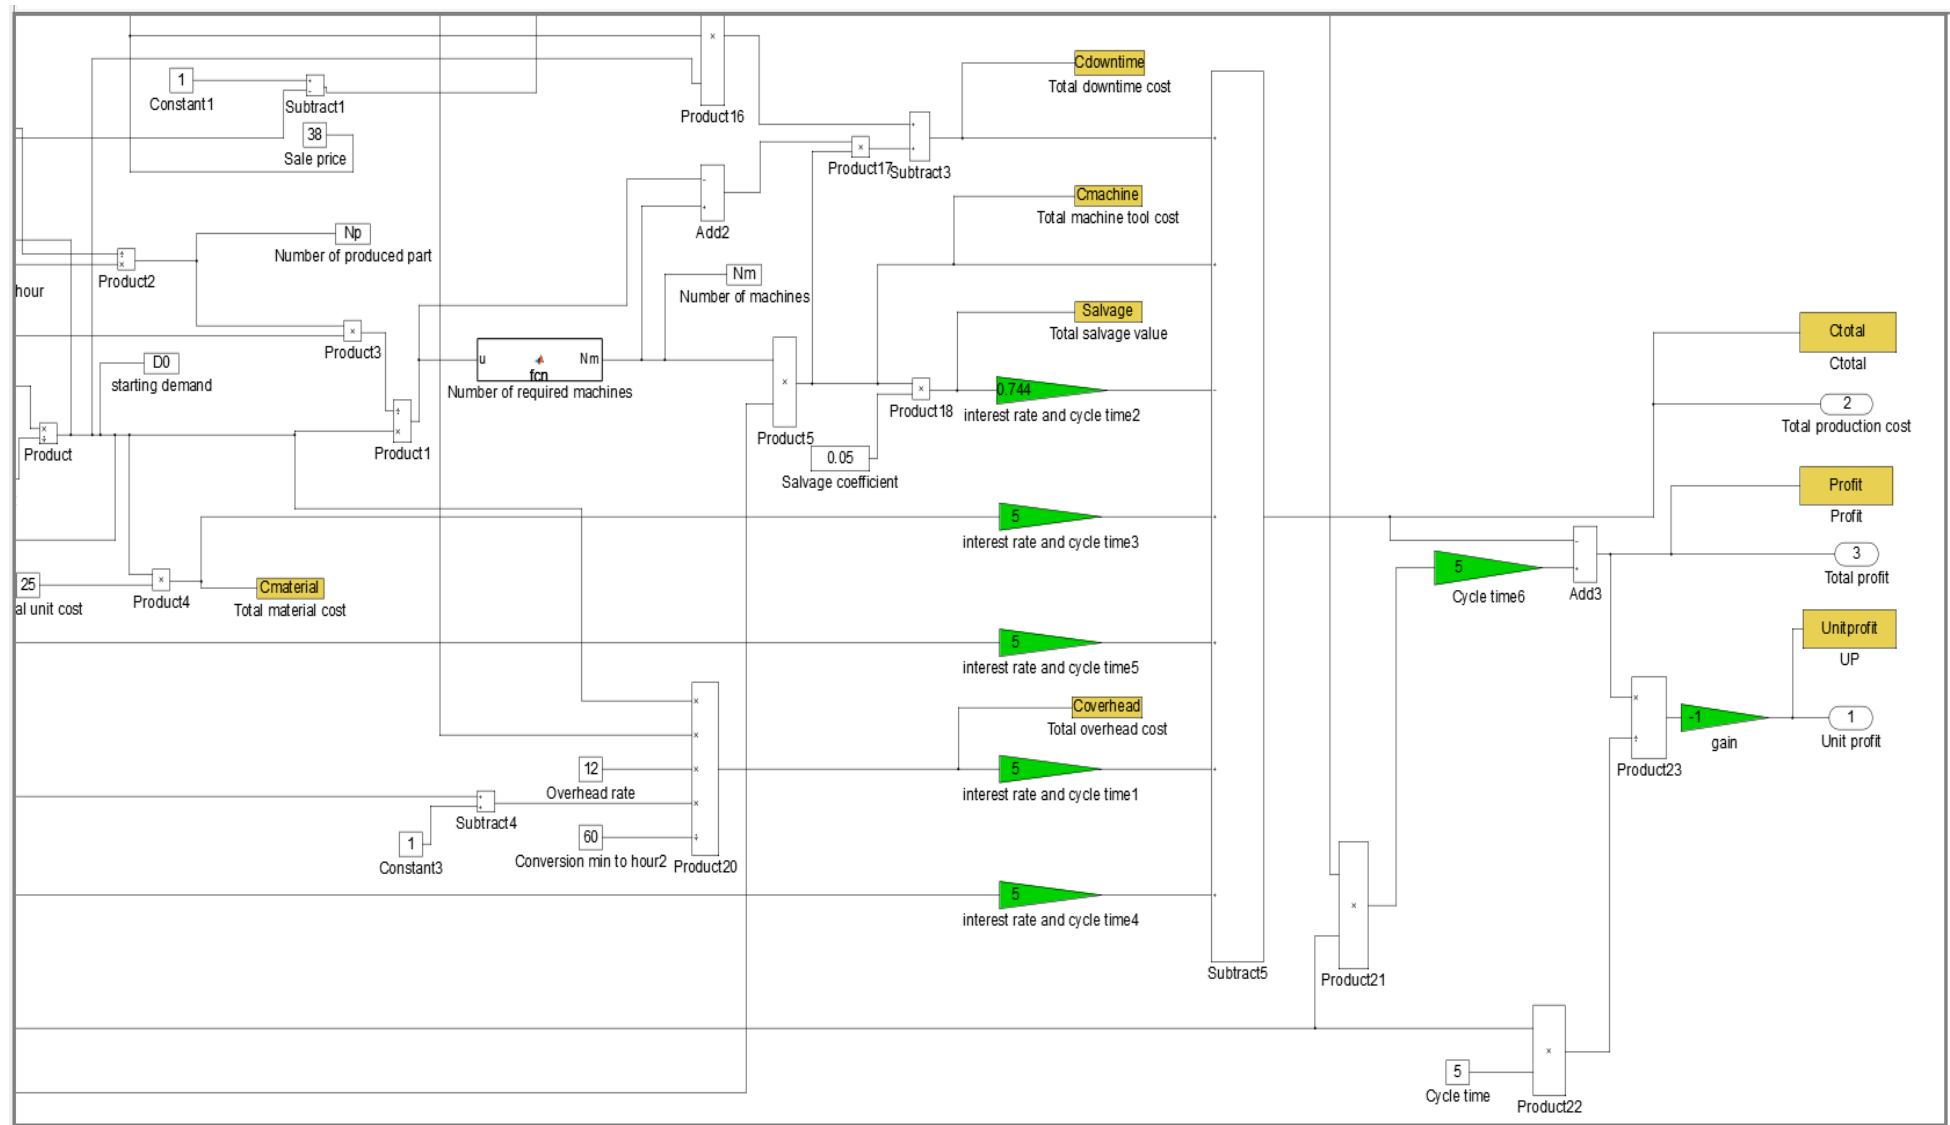 1
Constant1
Subtract1
38
Sale price
Product16
Cdowntime
Total downtime cost
Product17
Subtract3
Cmachine
Total machine tool cost
Add2
Np
Number of produced part
Product2
hour
Nm
Number of machines
Salvage
Total salvage value
Product3
D0
starting demand
u
fcn
Nm
Number of required machines
0.744
interest rate and cycle time2
Product18
Ctotal
Ctotal
2
Total production cost
Product
Product1
Product5
0.05
Salvage coefficient
Profit
Profit
5
interest rate and cycle time3
3
Total profit
5
Cycle time6
Add3
25
al unit cost
Product4
Cmaterial
Total material cost
5
interest rate and cycle time5
Unitprofit
UP
Coverhead
Total overhead cost
-1
gain
1
Unit profit
Product23
12
Overhead rate
5
interest rate and cycle time1
Subtract4
1
Constant3
60
Conversion min to hour2
Product20
5
interest rate and cycle time4
Subtract5
Product21
5
Cycle time
Product22